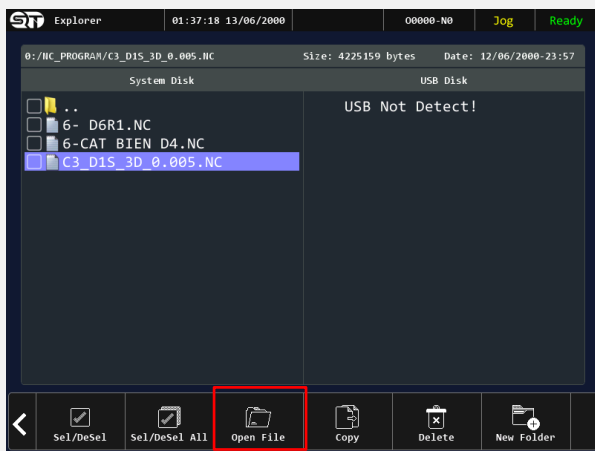 STT Explorer 01:37:18 13/06/2000 O0000-N0 Jog Ready
0:/NC_PROGRAM/C3_D1S_3D_0.005.NC Size: 4225159 bytes Date: 12/06/2000-23:57
System Disk USB Disk
..
6- D6R1.NC
6-CAT BIEN D4.NC
C3_D1S_3D_0.005.NC
USB Not Detect!
Sel/DeSel Sel/DeSel All Open File Copy Delete New Folder